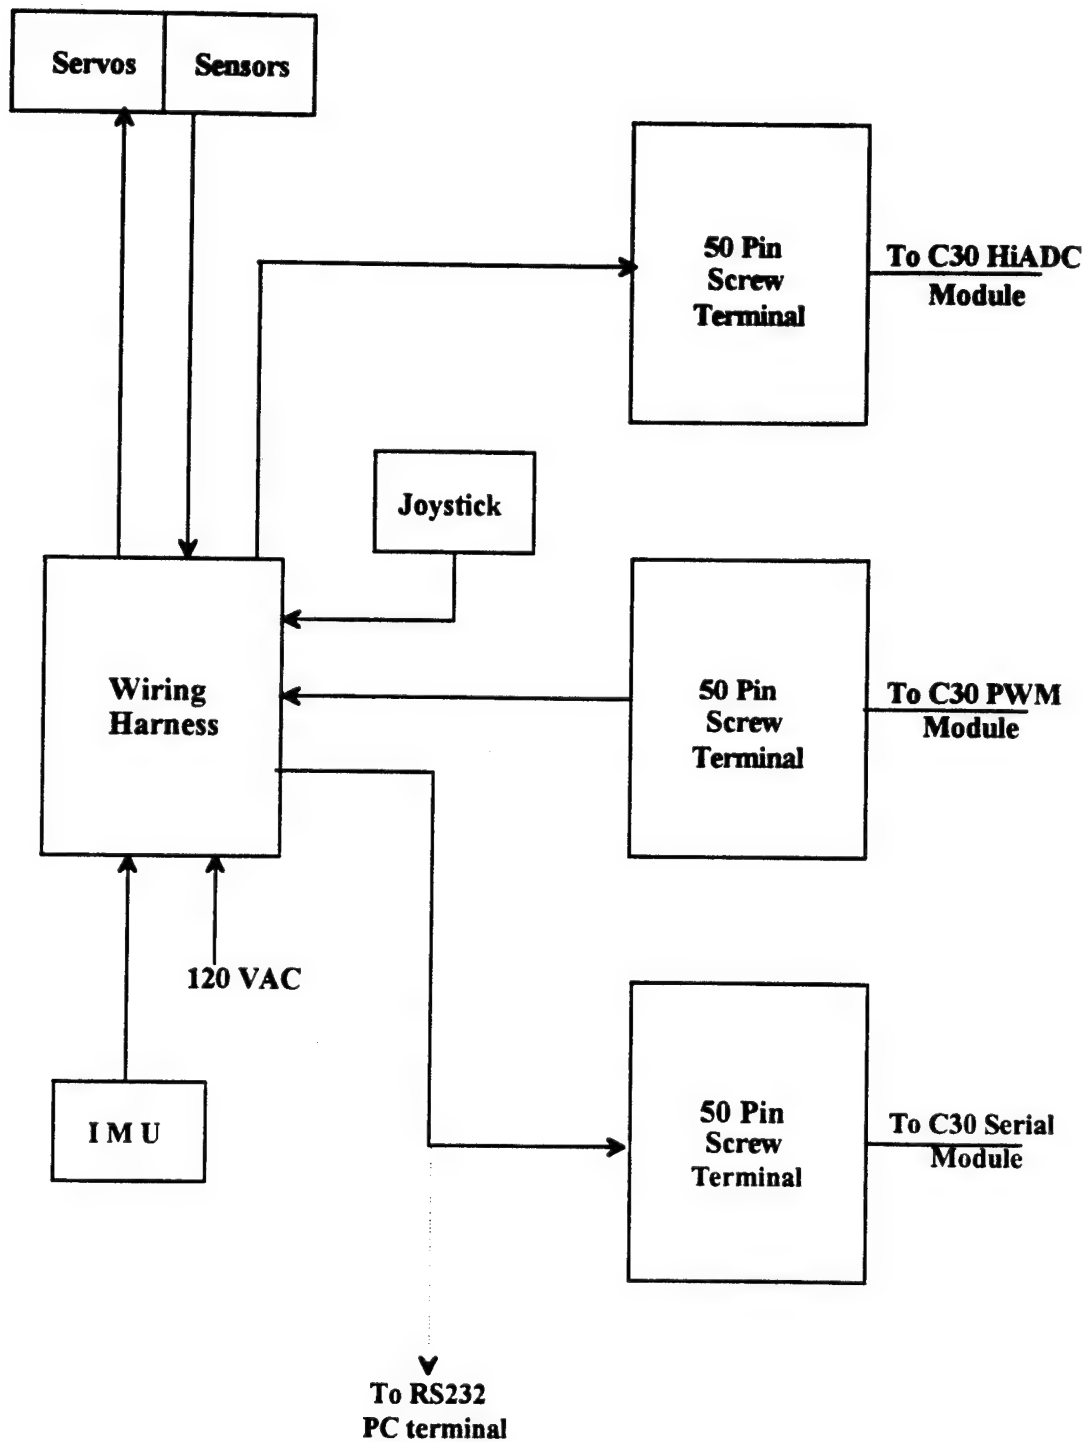 Servos
Sensors
50 Pin
Screw
Terminal
To C30 HiADC
Module
Joystick
Wiring
Harness
50 Pin
Screw
Terminal
To C30 PWM
Module
120 VAC
I M U
50 Pin
Screw
Terminal
To C30 Serial
Module
To RS232
PC terminal